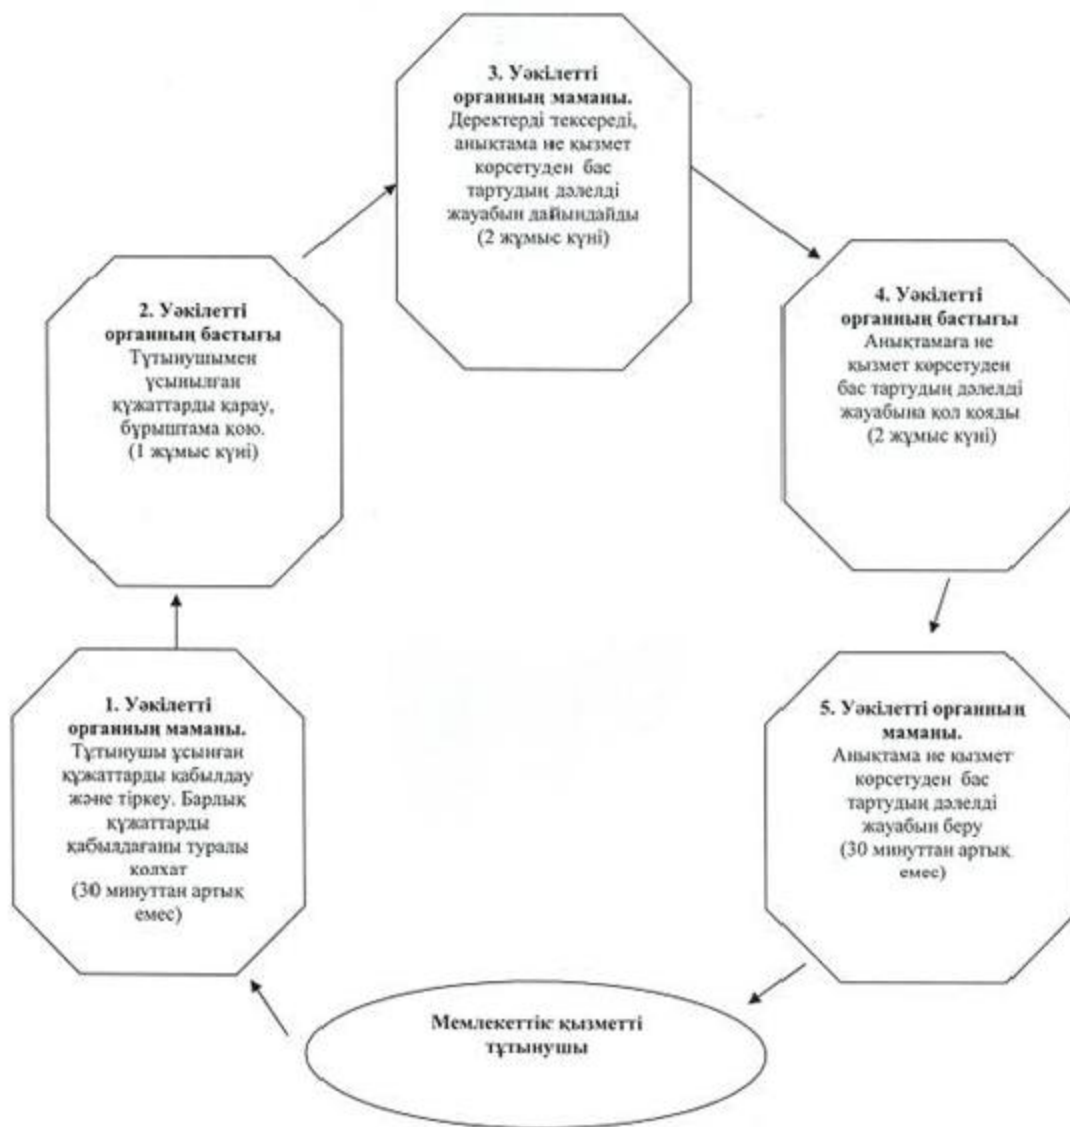 3. Уәкілетті
органның маманы.
Деректерді тексереді,
анықтама не қызмет
көрсетуден бас
тартудың дәлелді
жауабын дайындайды
(2 жұмыс күні)
2. Уәкілетті
органның бастығы
Тұтынушымен
ұсынылған
құжаттарды қарау,
бұрыштама қою.
(1 жұмыс күні)
4. Уәкілетті
органның бастығы
Анықтамаға не
қызмет көрсетуден
бас тартудың дәлелді
жауабына қол қояды
(2 жұмыс күні)
1. Уәкілетті
органның маманы.
Тұтынушы ұсынған
құжаттарды қабылдау
және тіркеу. Барлық
құжаттарды
қабылдағаны туралы
қолхат
(30 минуттан артық
емес)
5. Уәкілетті органның
маманы.
Анықтама не қызмет
көрсетуден бас
тартудың дәлелді
жауабын беру
(30 минуттан артық
емес)
Мемлекеттік қызметті
тұтынушы